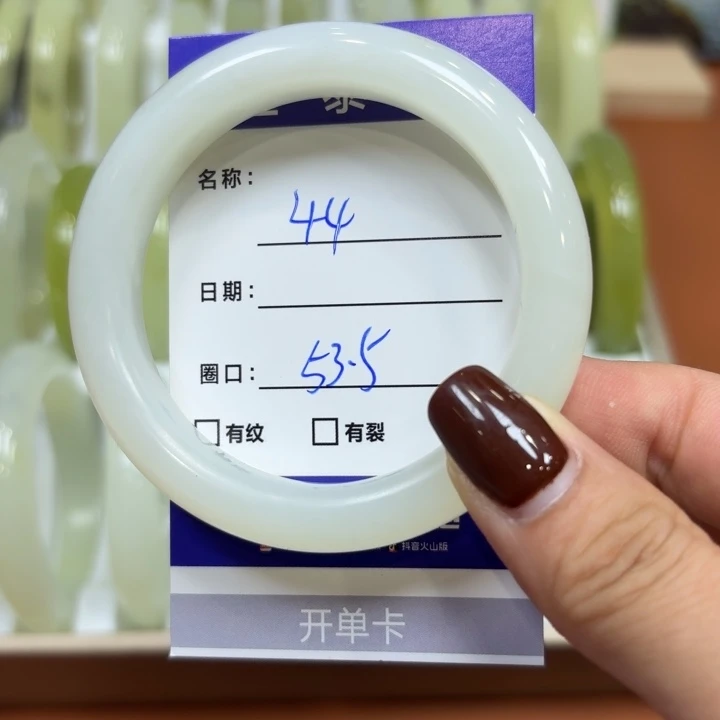 名称: 44
日期:
圈口: 53.5
有纹 有裂
抖音火山版
开单卡